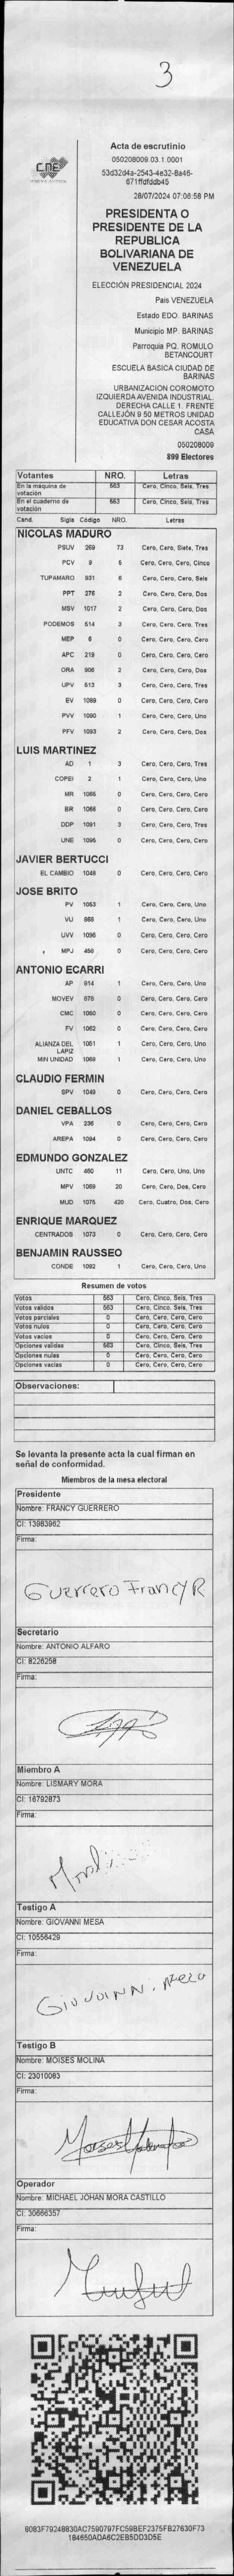 3
CNE
Acta de escrutinio
050208009.03.1.0001
53d32d4a-2543-4e32-8a46-
671ffdfddb45
28/07/2024 07:06:58 PM
PRESIDENTA O
PRESIDENTE DE LA
REPUBLICA
BOLIVARIANA DE
VENEZUELA
ELECCIÓN PRESIDENCIAL 2024
País VENEZUELA
Estado EDO. BARINAS
Municipio MP. BARINAS
Parroquia PQ. ROMULO
BETANCOURT
ESCUELA BASICA CIUDAD DE
BARINAS
URBANIZACION COROMOTO
IZQUIERDA AVENIDA INDUSTRIAL.
DERECHA CALLE 1. FRENTE
CALLEJÓN 9 50 METROS UNIDAD
EDUCATIVA DON CESAR ACOSTA
CASA
050208009
899 Electores
Votantes NRO. Letras
En la máquina de votación 563 Cero, Cinco, Seis, Tres
En el cuaderno de votación 563 Cero, Cinco, Seis, Tres
Cand. Sigla Código NRO. Letras
NICOLAS MADURO
PSUV 269 73 Cero, Cero, Siete, Tres
PCV 9 5 Cero, Cero, Cero, Cinco
TUPAMARO 931 6 Cero, Cero, Cero, Seis
PPT 276 2 Cero, Cero, Cero, Dos
MSV 1017 2 Cero, Cero, Cero, Dos
PODEMOS 514 3 Cero, Cero, Cero, Tres
MEP 6 0 Cero, Cero, Cero, Cero
APC 219 0 Cero, Cero, Cero, Cero
ORA 906 2 Cero, Cero, Cero, Dos
UPV 513 3 Cero, Cero, Cero, Tres
EV 1089 0 Cero, Cero, Cero, Cero
PVV 1090 1 Cero, Cero, Cero, Uno
PFV 1093 2 Cero, Cero, Cero, Dos
LUIS MARTINEZ
AD 1 3 Cero, Cero, Cero, Tres
COPEI 2 1 Cero, Cero, Cero, Uno
MR 1065 0 Cero, Cero, Cero, Cero
BR 1066 0 Cero, Cero, Cero, Cero
DDP 1091 3 Cero, Cero, Cero, Tres
UNE 1095 0 Cero, Cero, Cero, Cero
JAVIER BERTUCCI
EL CAMBIO 1048 0 Cero, Cero, Cero, Cero
JOSE BRITO
PV 1053 1 Cero, Cero, Cero, Uno
VU 868 1 Cero, Cero, Cero, Uno
UVV 1096 0 Cero, Cero, Cero, Cero
MPJ 458 0 Cero, Cero, Cero, Cero
ANTONIO ECARRI
AP 914 1 Cero, Cero, Cero, Uno
MOVEV 876 0 Cero, Cero, Cero, Cero
CMC 1050 0 Cero, Cero, Cero, Cero
FV 1062 0 Cero, Cero, Cero, Cero
ALIANZA DEL LAPIZ 1051 1 Cero, Cero, Cero, Uno
MIN UNIDAD 1069 1 Cero, Cero, Cero, Uno
CLAUDIO FERMIN
SPV 1049 0 Cero, Cero, Cero, Cero
DANIEL CEBALLOS
VPA 236 0 Cero, Cero, Cero, Cero
AREPA 1094 0 Cero, Cero, Cero, Cero
EDMUNDO GONZALEZ
UNTC 460 11 Cero, Cero, Uno, Uno
MPV 1089 20 Cero, Cero, Dos, Cero
MUD 1075 420 Cero, Cuatro, Dos, Cero
ENRIQUE MARQUEZ
CENTRADOS 1073 0 Cero, Cero, Cero, Cero
BENJAMIN RAUSSEO
CONDE 1092 1 Cero, Cero, Cero, Uno
Resumen de votos
Votos 563 Cero, Cinco, Seis, Tres
Votos validos 563 Cero, Cinco, Seis, Tres
Votos parciales 0 Cero, Cero, Cero, Cero
Votos nulos 0 Cero, Cero, Cero, Cero
Votos vacios 0 Cero, Cero, Cero, Cero
Opciones validas 563 Cero, Cinco, Seis, Tres
Opciones nulas 0 Cero, Cero, Cero, Cero
Opciones vacias 0 Cero, Cero, Cero, Cero
Observaciones:
Se levanta la presente acta la cual firman en
señal de conformidad.
Miembros de la mesa electoral
Presidente
Nombre: FRANCY GUERRERO
CI: 13983962
Firma:
Guerrero Francy R
Secretario
Nombre: ANTONIO ALFARO
CI: 8226258
Firma:
Miembro A
Nombre: LISMARY MORA
CI: 16792873
Firma:
Testigo A
Nombre: GIOVANNI MESA
CI: 10556429
Firma:
Giovanni. Meza
Testigo B
Nombre: MOISES MOLINA
CI: 23010083
Firma:
Operador
Nombre: MICHAEL JOHAN MORA CASTILLO
CI: 30666357
Firma:
8083F79248830AC7590797FC59BEF2375FB27630F73
184650ADA6C2EB5DD3D5E